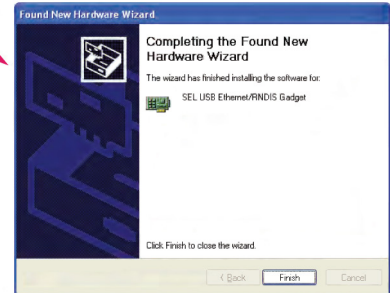 Found New Hardware Wizard
Completing the Found New
Hardware Wizard
The wizard has finished installing the software for:
SEL USB Ethernet/RNDIS Gadget
Click Finish to close the wizard.
< Back
Finish
Cancel